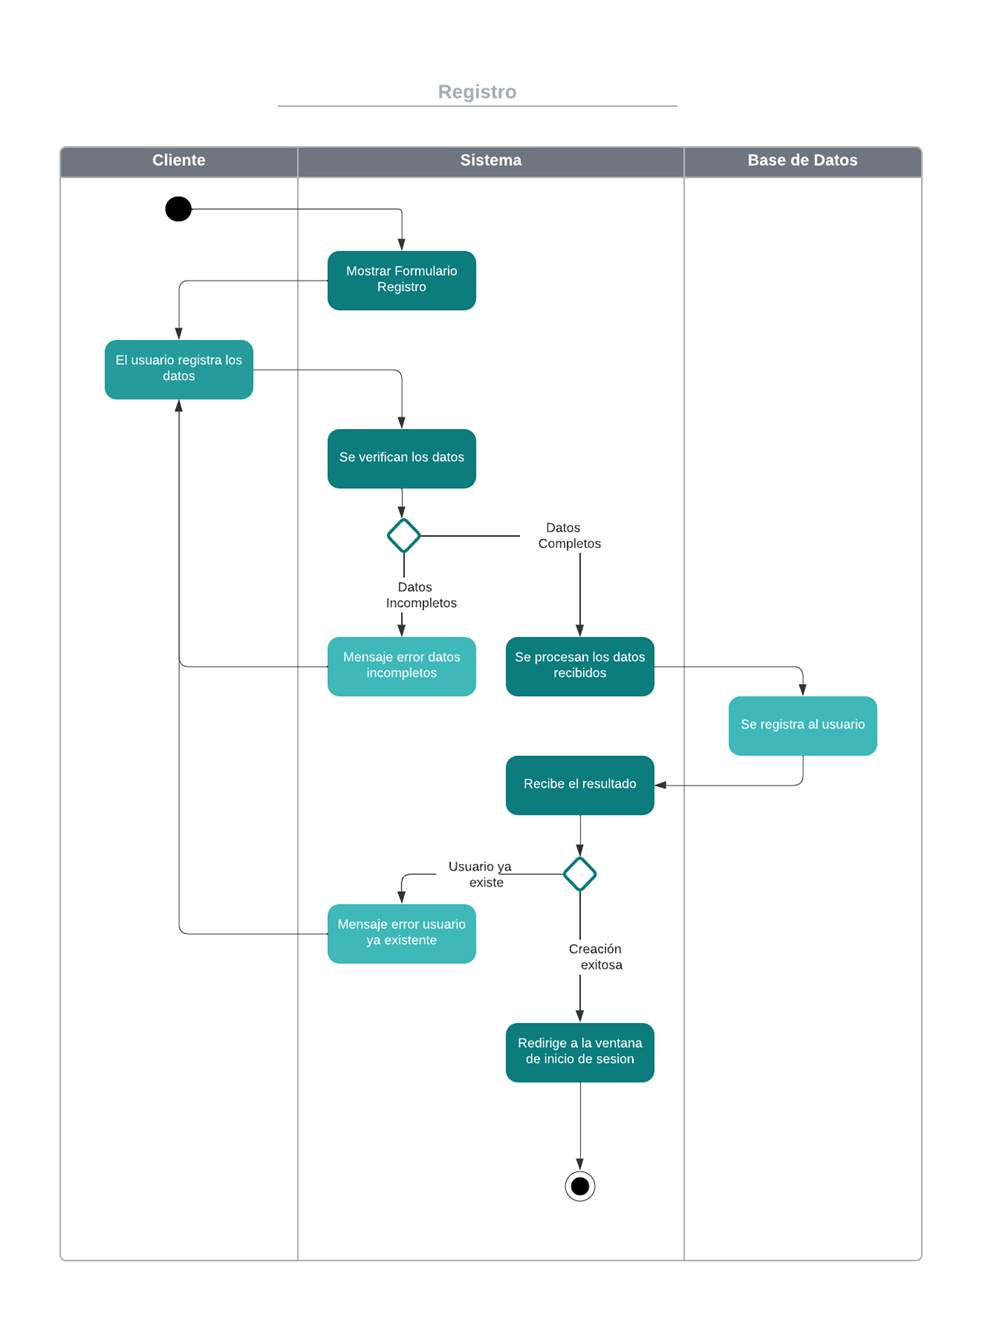 Registro
Cliente
Sistema
Base de Datos
Mostrar Formulario
Registro
El usuario registra los
datos
Se verifican los datos
Datos
Completos
Datos
Incompletos
Mensaje error datos
incompletos
Se procesan los datos
recibidos
Se registra al usuario
Recibe el resultado
Usuario ya
existe
Mensaje error usuario
ya existente
Creación
exitosa
Redirige a la ventana
de inicio de sesion